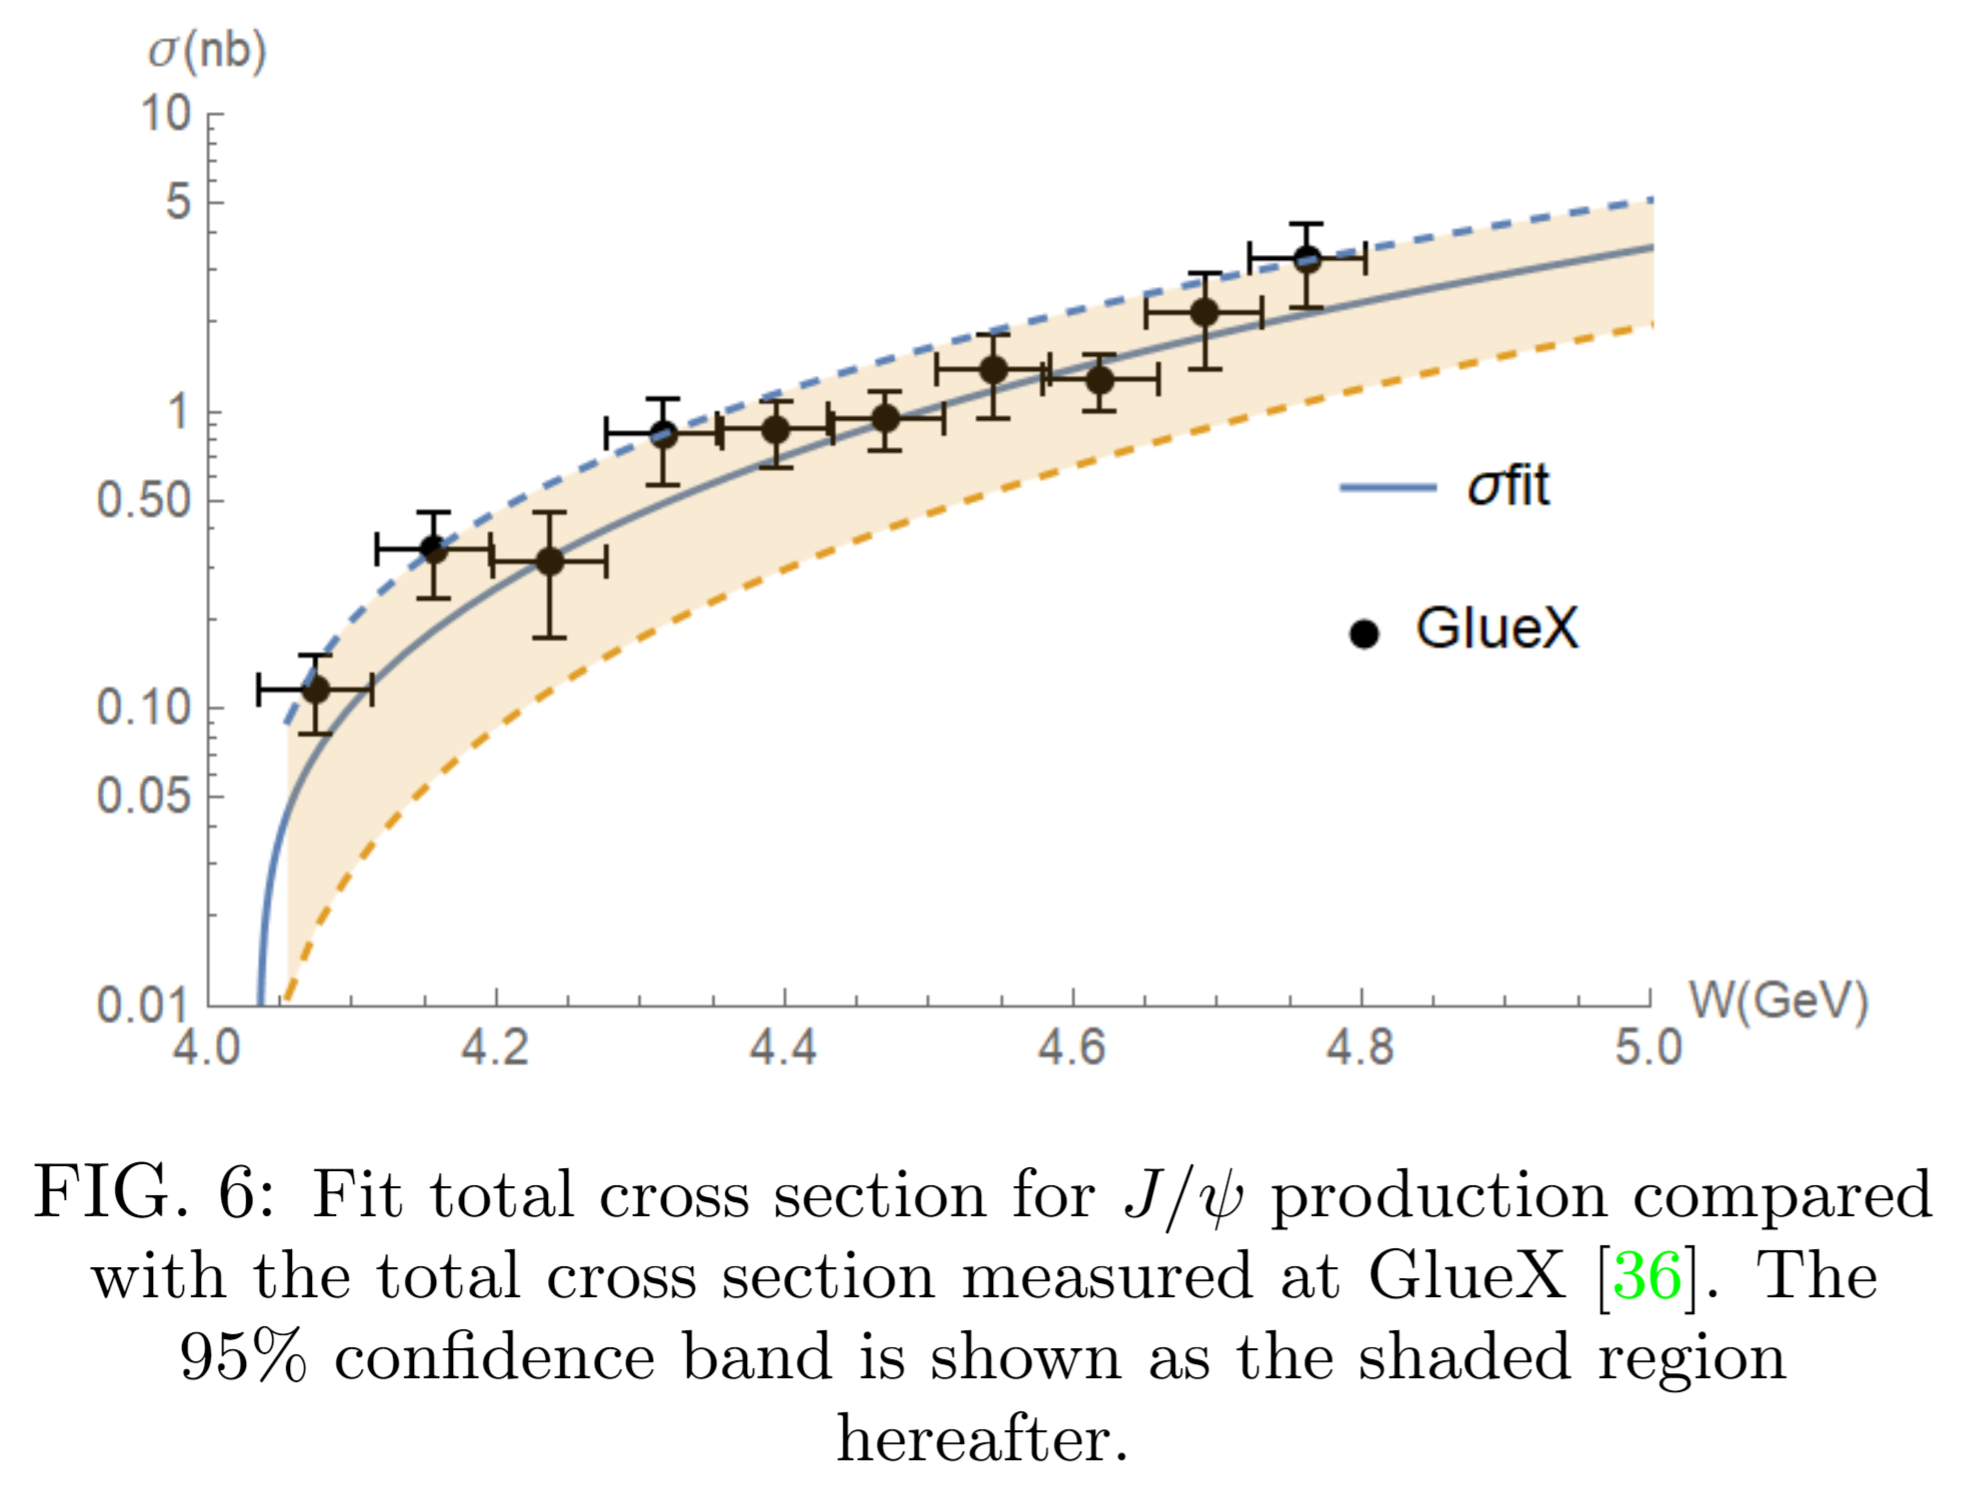 σ(nb)
10
5
1
0.50
0.10
0.05
0.01
4.0 4.2 4.4 4.6 4.8 5.0
W(GeV)
σfit
GlueX
FIG. 6: Fit total cross section for J/ψ production compared
with the total cross section measured at GlueX [36]. The
95% confidence band is shown as the shaded region
hereafter.